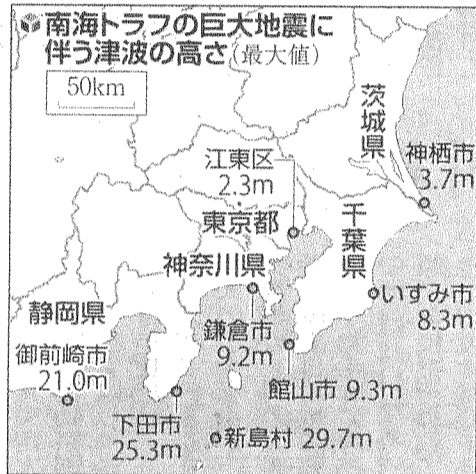 南海トラフの巨大地震に
伴う津波の高さ(最大値)
50km
茨城県
神栖市
3.7m
江東区
2.3m
東京都
千葉県
神奈川県
いすみ市
8.3m
静岡県
鎌倉市
9.2m
御前崎市
21.0m
館山市 9.3m
下田市
25.3m
新島村 29.7m